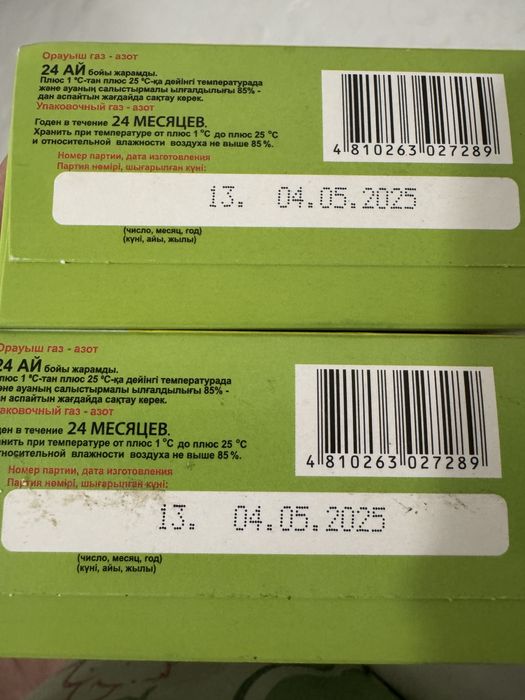 Орауыш газ - азот
24 АЙ бойы жарамды.
Плюс 1 °С-тан плюс 25 °С-қа дейінгі температурада
және ауаның салыстырмалы ылғалдылығы 85% -
дан аспайтын жағдайда сақтау керек.
Упаковочный газ - азот
Годен в течение 24 МЕСЯЦЕВ.
Хранить при температуре от плюс 1 °С до плюс 25 °С
и относительной влажности воздуха не выше 85%.
4 810263 027289
Номер партии, дата изготовления
Партия нөмірі, шығарылған күні:
13. 04.05.2025
(число, месяц, год)
(күні, айы, жылы)
Орауыш газ - азот
24 АЙ бойы жарамды.
люс 1 °С-тан плюс 25 °С-қа дейінгі температурада
әне ауаның салыстырмалы ылғалдылығы 85% -
ан аспайтын жағдайда сақтау керек.
аковочный газ - азот
ден в течение 24 МЕСЯЦЕВ.
нить при температуре от плюс 1 °С до плюс 25 °С
тносительной влажности воздуха не выше 85%.
4 810263 027289
Номер партии, дата изготовления
Партия нөмірі, шығарылған күні:
13. 04.05.2025
(число, месяц, год)
(күні, айы, жылы)